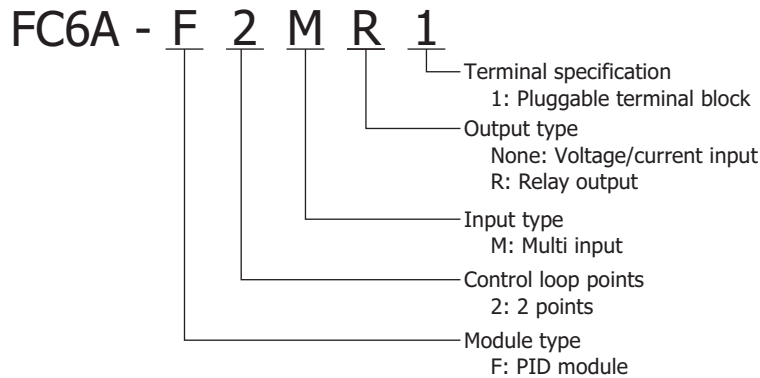 FC6A - F 2 M R 1
Terminal specification
1: Pluggable terminal block
Output type
None: Voltage/current input
R: Relay output
Input type
M: Multi input
Control loop points
2: 2 points
Module type
F: PID module